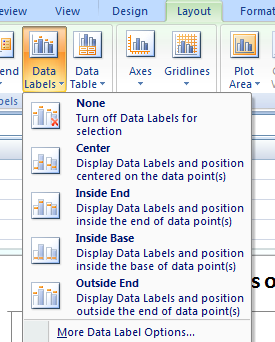 eview View Design Layout Format
end Data Labels Data Table Axes Gridlines Plot Area
abels
None
Turn off Data Labels for
selection
Center
Display Data Labels and position
centered on the data point(s)
Inside End
Display Data Labels and position
inside the end of data point(s)
Inside Base
Display Data Labels and position
inside the base of data point(s)
Outside End
Display Data Labels and position
outside the end of data point(s)
More Data Label Options...
S O